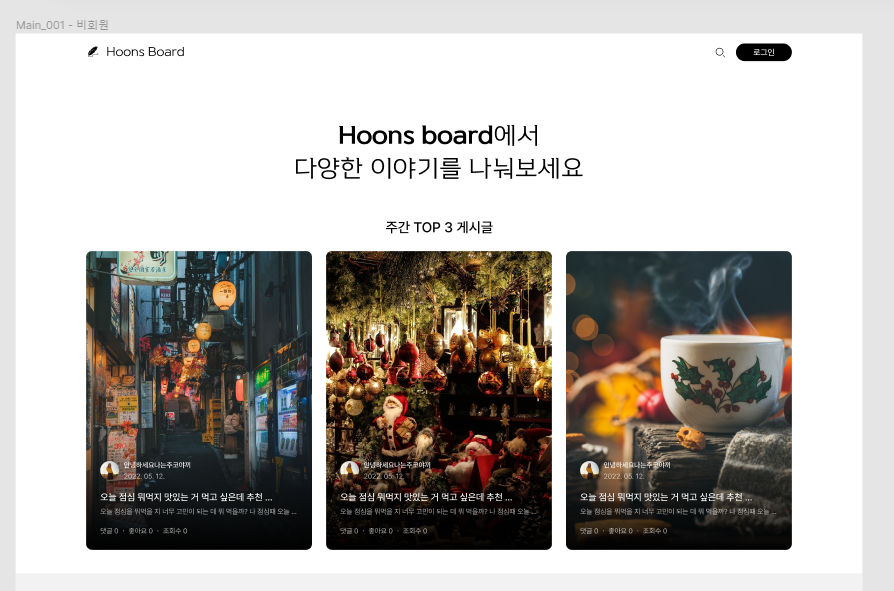 Main_001 - 비회원
Hoons Board
로그인
Hoons board에서
다양한 이야기를 나눠보세요
주간 TOP 3 게시글
안녕하세요나는주코야끼
2022. 05. 12.
오늘 점심 뭐먹지 맛있는 거 먹고 싶은데 추천 ...
오늘 점심을 뭐먹을 지 너무 고민이 되는 데 뭐 먹을까? 나 점심때 오늘 ...
댓글 0 · 좋아요 0 · 조회수 0
안녕하세요나는주코야끼
2022. 05. 12.
오늘 점심 뭐먹지 맛있는 거 먹고 싶은데 추천 ...
오늘 점심을 뭐먹을 지 너무 고민이 되는 데 뭐 먹을까? 나 점심때 오늘 ...
댓글 0 · 좋아요 0 · 조회수 0
안녕하세요나는주코야끼
2022. 05. 12.
오늘 점심 뭐먹지 맛있는 거 먹고 싶은데 추천 ...
오늘 점심을 뭐먹을 지 너무 고민이 되는 데 뭐 먹을까? 나 점심때 오늘 ...
댓글 0 · 좋아요 0 · 조회수 0